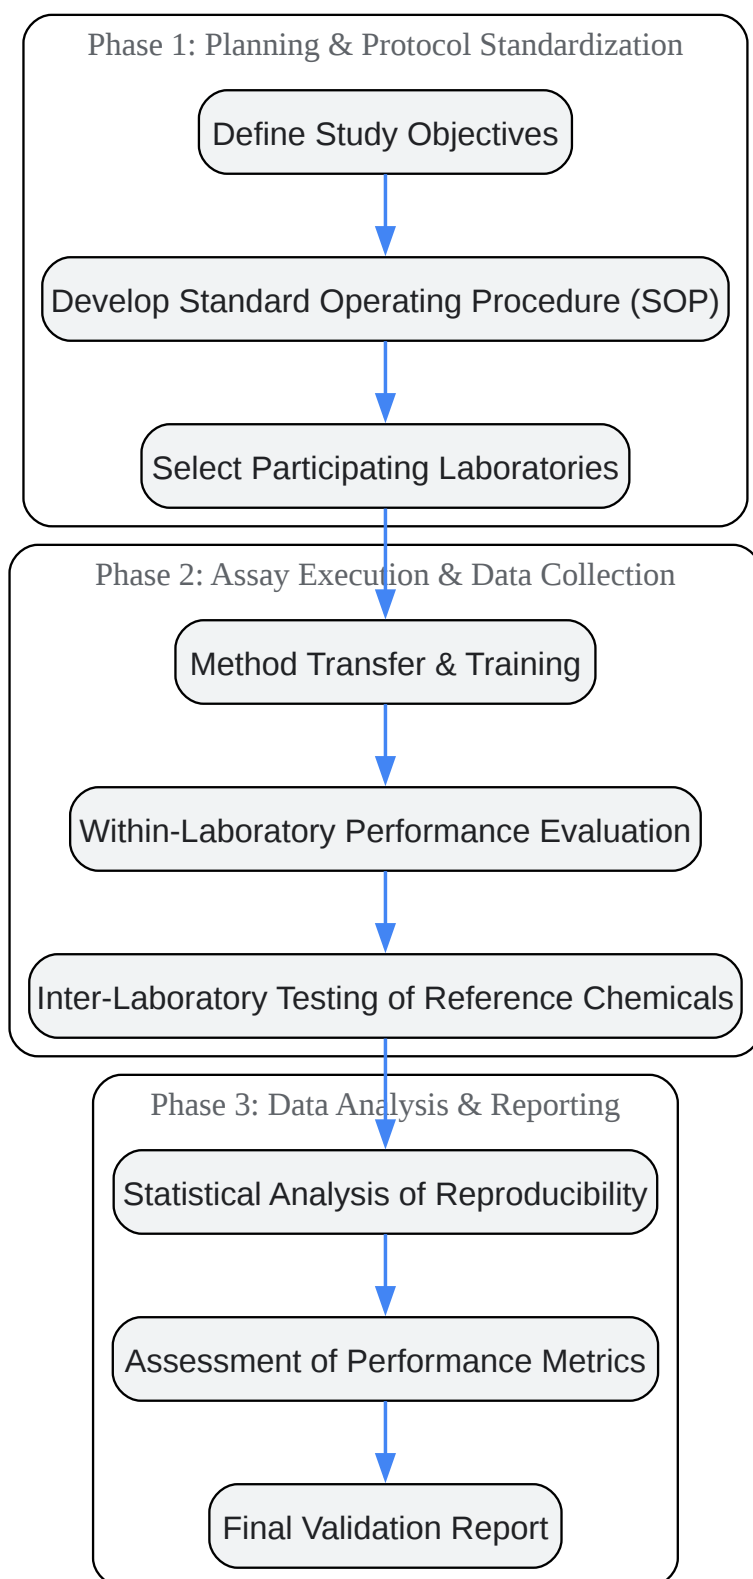 Phase 1: Planning & Protocol Standardization
Define Study Objectives
Develop Standard Operating Procedure (SOP)
Select Participating Laboratories
Phase 2: Assay Execution & Data Collection
Method Transfer & Training
Within-Laboratory Performance Evaluation
Inter-Laboratory Testing of Reference Chemicals
Phase 3: Data Analysis & Reporting
Statistical Analysis of Reproducibility
Assessment of Performance Metrics
Final Validation Report